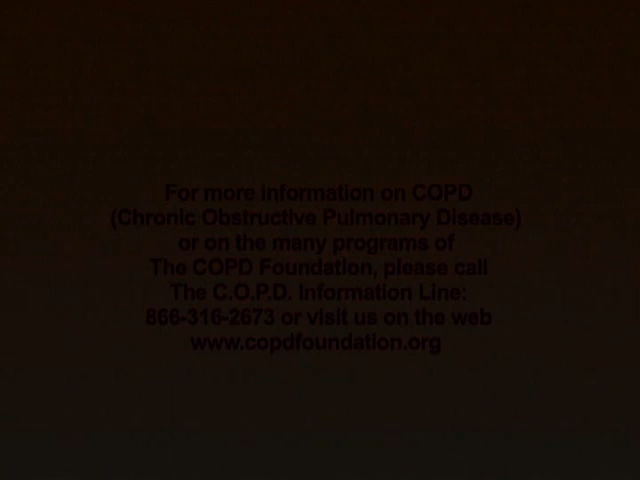 For more information on COPD
(Chronic Obstructive Pulmonary Disease)
or on the many programs of
The COPD Foundation, please call
The C.O.P.D. Information Line:
866-316-2673 or visit us on the web
www.copdfoundation.org